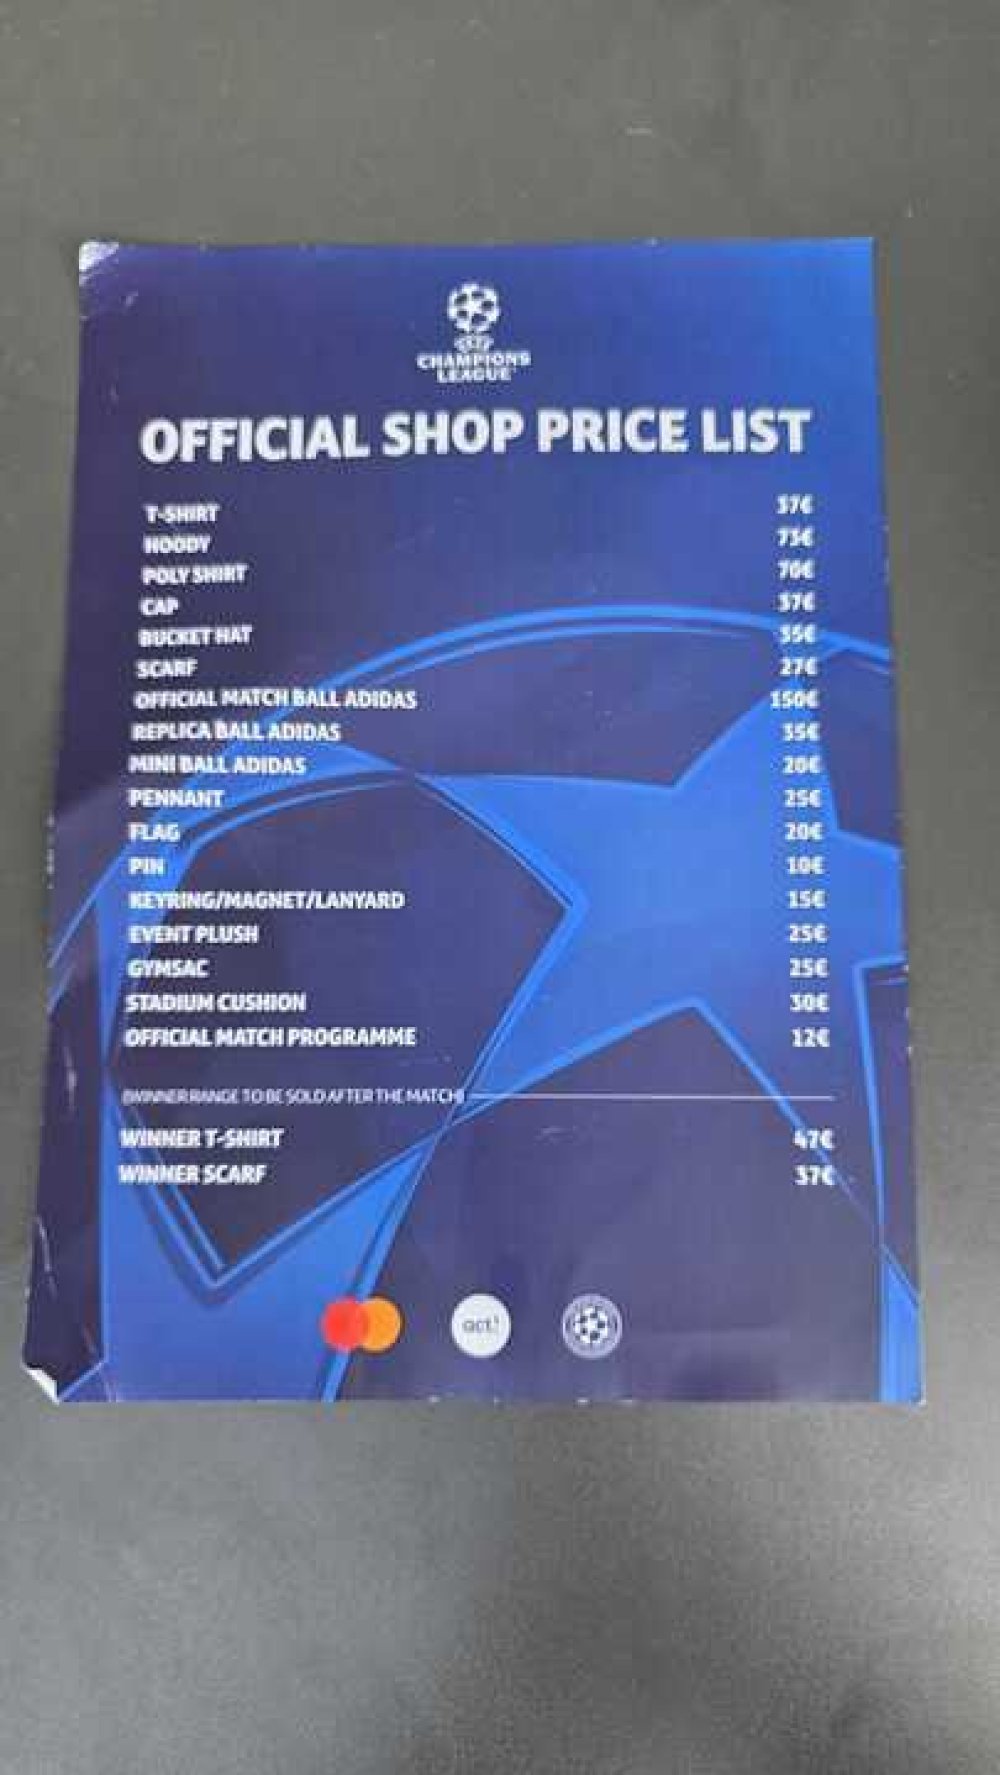 UEFA
CHAMPIONS
LEAGUE
OFFICIAL SHOP PRICE LIST
T-SHIRT 37€
HOODY 73€
POLY SHIRT 70€
CAP 37€
BUCKET HAT 35€
SCARF 27€
OFFICIAL MATCH BALL ADIDAS 150€
REPLICA BALL ADIDAS 35€
MINI BALL ADIDAS 20€
PENNANT 25€
FLAG 20€
PIN 10€
KEYRING/MAGNET/LANYARD 15€
EVENT PLUSH 25€
GYMSAC 25€
STADIUM CUSHION 30€
OFFICIAL MATCH PROGRAMME 12€
(WINNER RANGE TO BE SOLD AFTER THE MATCH)
WINNER T-SHIRT 47€
WINNER SCARF 37€
act!